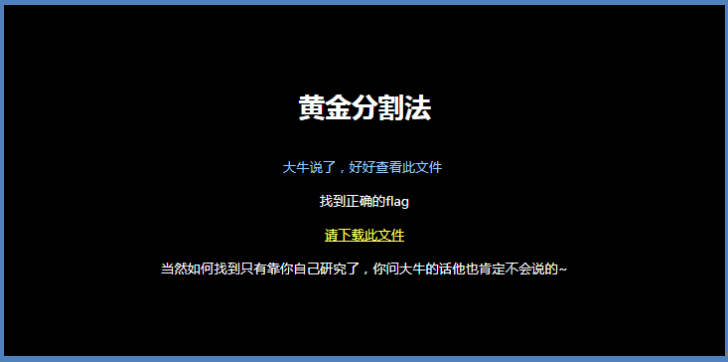 黄金分割法
大牛说了，好好查看此文件
找到正确的flag
请下载此文件
当然如何找到只有靠你自己研究了，你问大牛的话他也肯定不会说的~